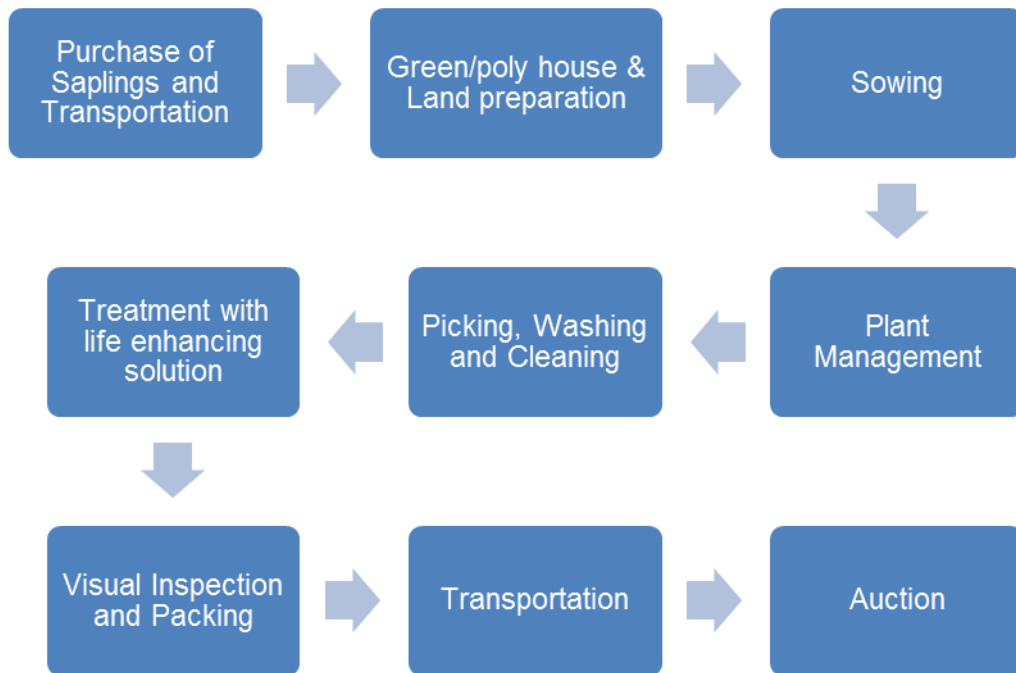 Purchase of
Saplings and
Transportation
Green/poly house &
Land preparation
Sowing
Plant
Management
Picking, Washing
and Cleaning
Treatment with
life enhancing
solution
Visual Inspection
and Packing
Transportation
Auction